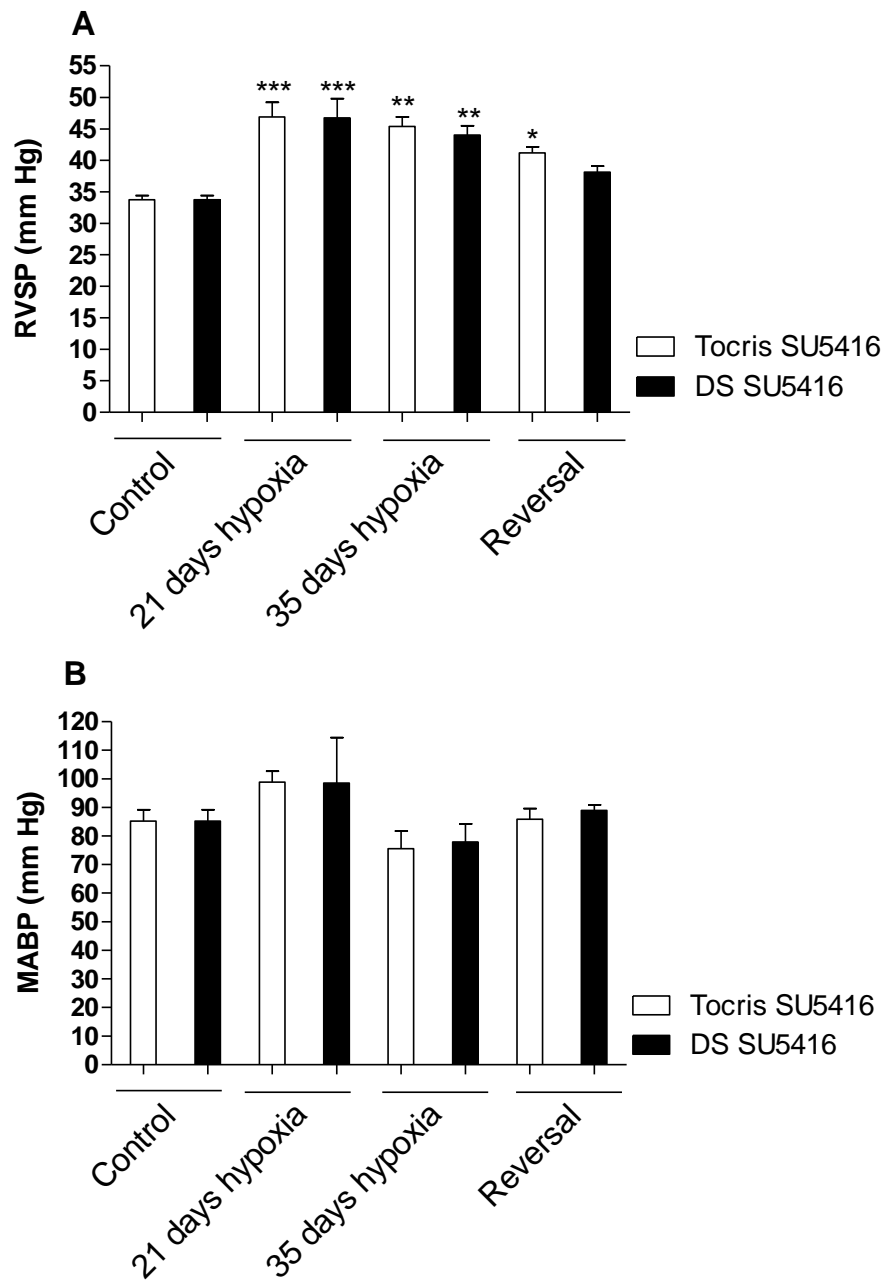 A
RVSP (mm Hg)
55
50
45
40
35
30
25
20
15
10
5
0
***
***
**
**
*
Control
21 days hypoxia
35 days hypoxia
Reversal
Tocris SU5416
DS SU5416
B
MABP (mm Hg)
120
110
100
90
80
70
60
50
40
30
20
10
0
Control
21 days hypoxia
35 days hypoxia
Reversal
Tocris SU5416
DS SU5416